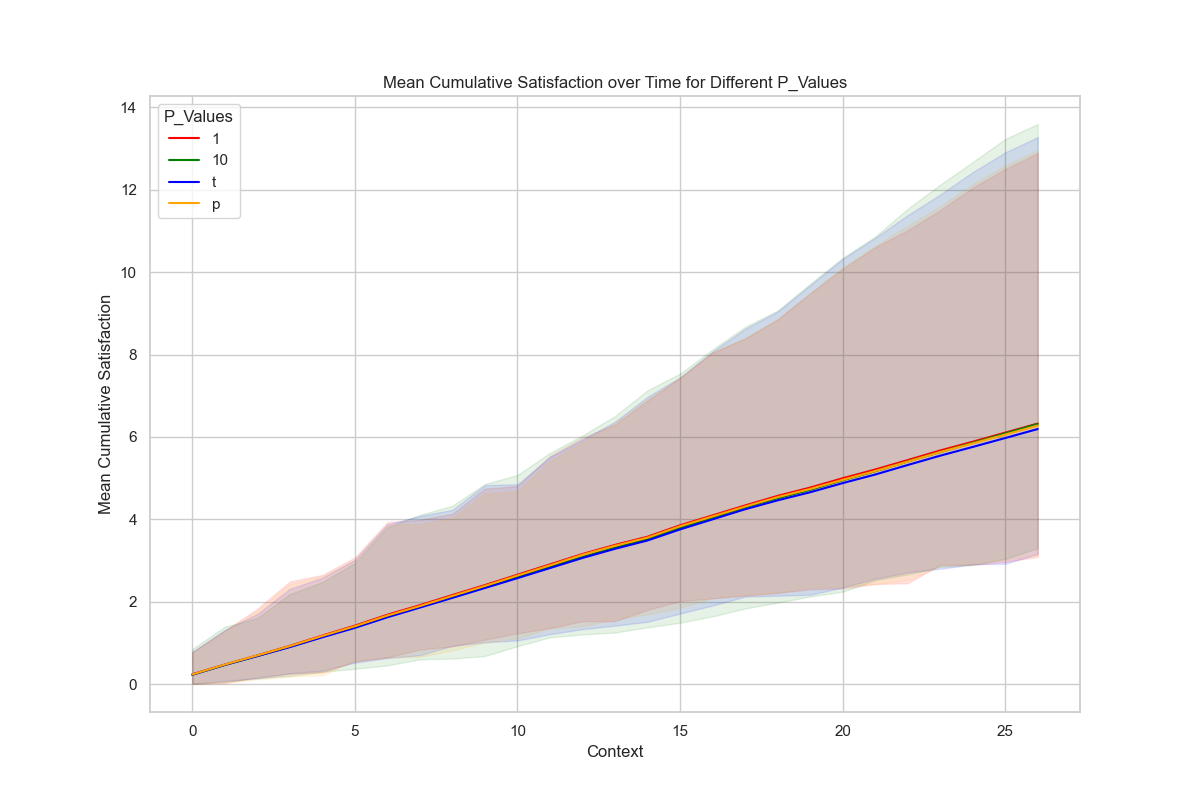 Mean Cumulative Satisfaction over Time for Different P_Values
14
12
10
8
6
4
2
0
Mean Cumulative Satisfaction
P_Values
1
10
t
p
0 5 10 15 20 25
Context